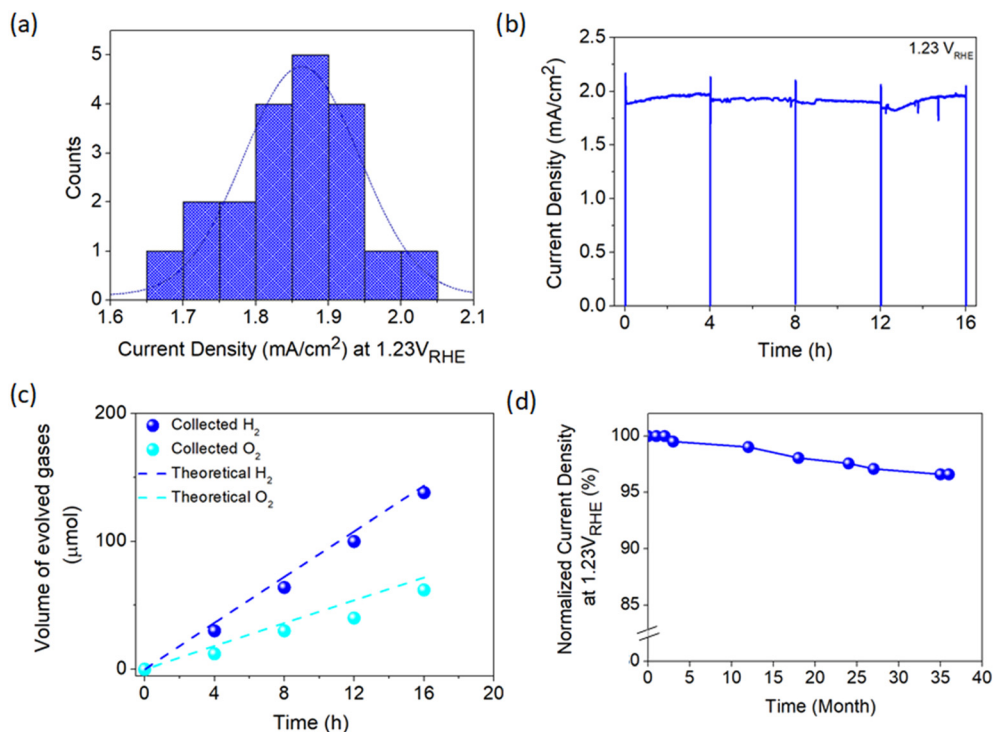 (a)
5
4
3
2
1
0
Counts
1.6 1.7 1.8 1.9 2.0 2.1
Current Density (mA/cm²) at 1.23V_RHE
(b)
1.23 V_RHE
2.5
2.0
1.5
1.0
0.5
0.0
Current Density (mA/cm²)
0 4 8 12 16
Time (h)
(c)
Collected H₂
Collected O₂
Theoretical H₂
Theoretical O₂
200
100
0
Volume of evolved gases
(μmol)
0 4 8 12 16 20
Time (h)
(d)
100
95
90
85
0
Normalized Current Density
at 1.23V_RHE (%)
0 5 10 15 20 25 30 35 40
Time (Month)